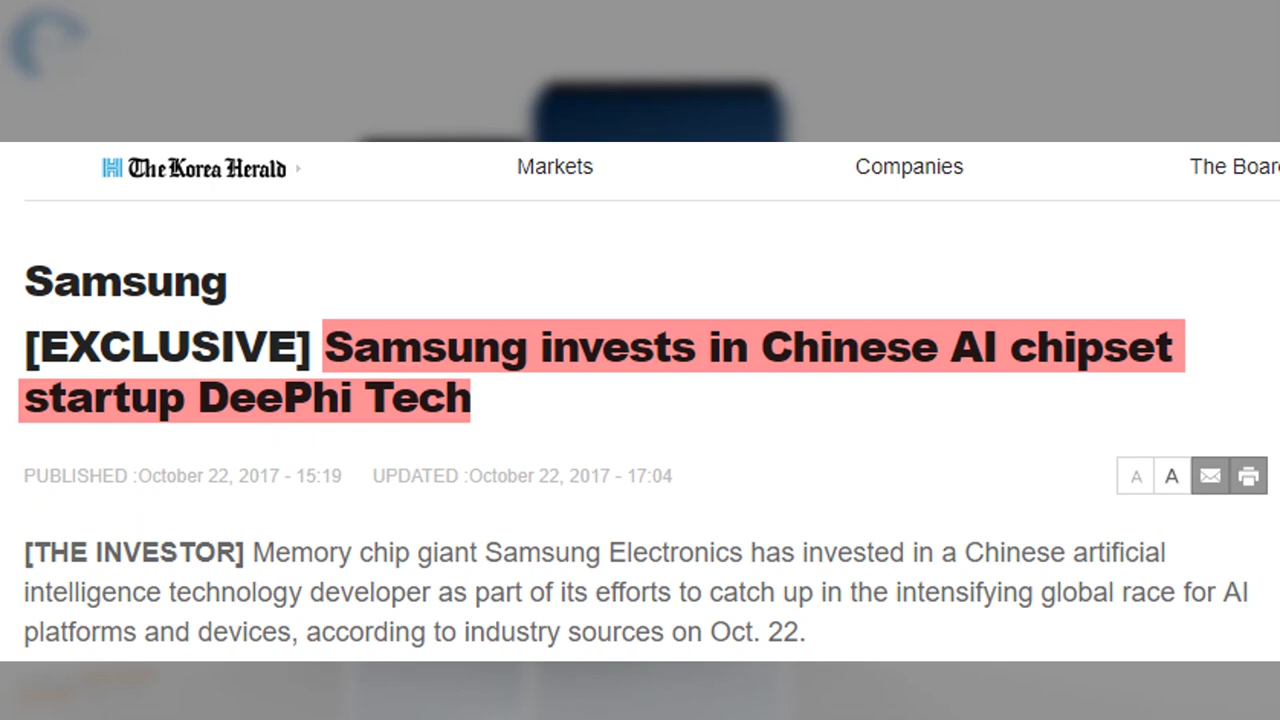 The Korea Herald
Markets
Companies
The Boar
Samsung
[EXCLUSIVE] Samsung invests in Chinese AI chipset
startup DeePhi Tech
PUBLISHED :October 22, 2017 - 15:19 UPDATED :October 22, 2017 - 17:04
A A
[THE INVESTOR] Memory chip giant Samsung Electronics has invested in a Chinese artificial
intelligence technology developer as part of its efforts to catch up in the intensifying global race for AI
platforms and devices, according to industry sources on Oct. 22.